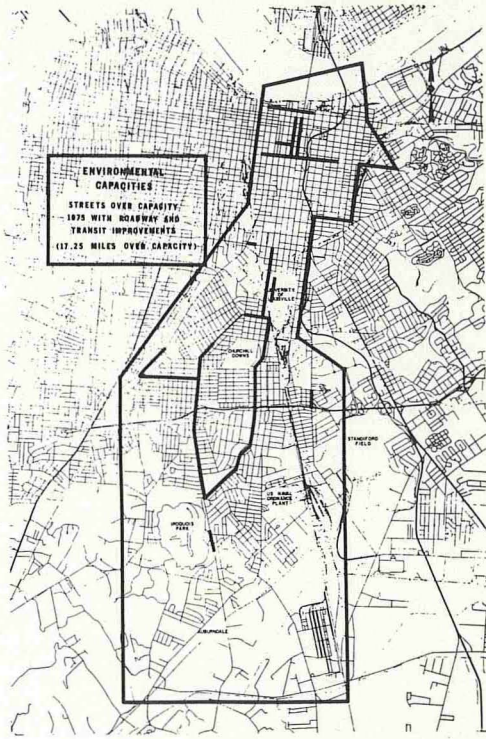 ENVIRONMENTAL
CAPACITIES
STREETS OVER CAPACITY
1975 WITH ROADWAY AND
TRANSIT IMPROVEMENTS
(17.25 MILES OVER CAPACITY)
UNIVERSITY
OF
LOUISVILLE
CHURCHILL
DOWNS
STANDIFORD
FIELD
US NAVAL
ORDNANCE
PLANT
IROQUOIS
PARK
AUBURNDALE